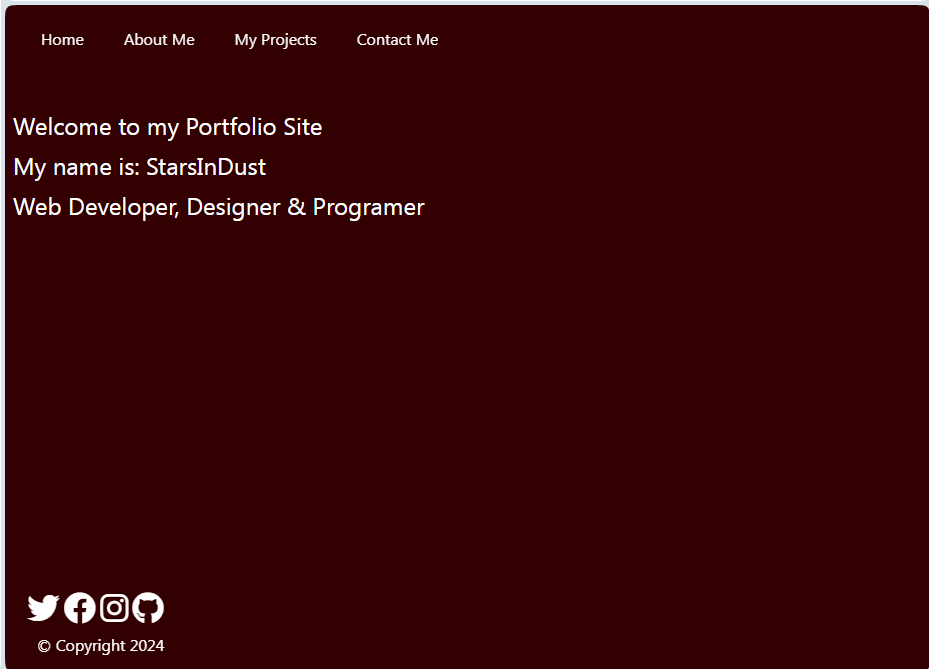 Home About Me My Projects Contact Me
Welcome to my Portfolio Site
My name is: StarsInDust
Web Developer, Designer & Programer
© Copyright 2024